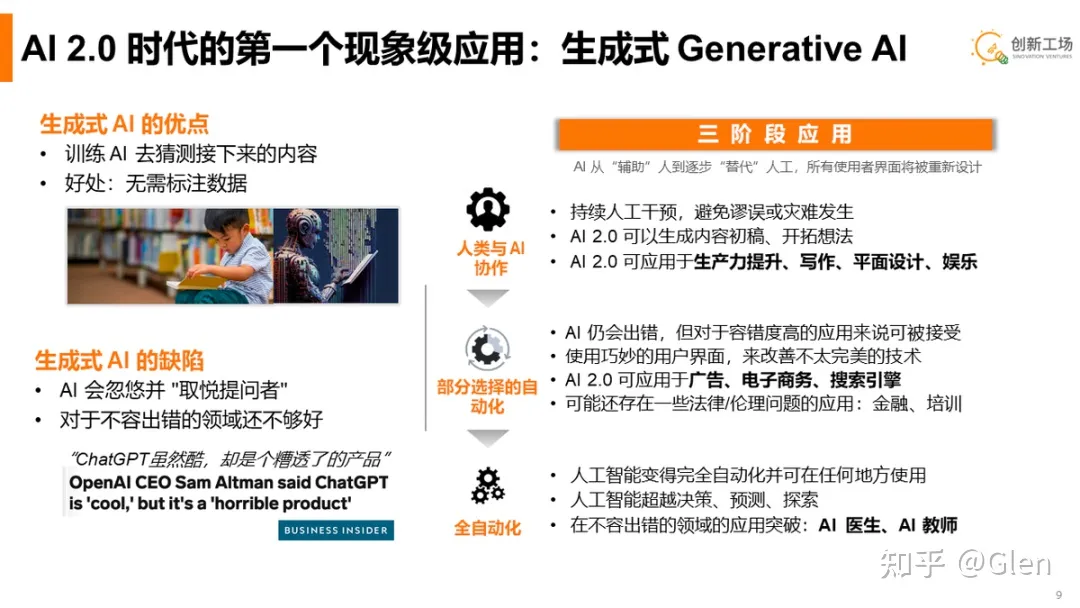 AI 2.0 时代的第一个现象级应用：生成式 Generative AI
创新工场
SINOVATION VENTURES
生成式 AI 的优点
• 训练 AI 去猜测接下来的内容
• 好处：无需标注数据
生成式 AI 的缺陷
• AI 会忽悠并 "取悦提问者"
• 对于不容出错的领域还不够好
“ChatGPT虽然酷，却是个糟透了的产品”
OpenAI CEO Sam Altman said ChatGPT
is 'cool,' but it's a 'horrible product'
BUSINESS INSIDER
三阶段应用
AI 从“辅助”人到逐步“替代”人工，所有使用者界面将被重新设计
人类与 AI
协作
• 持续人工干预，避免谬误或灾难发生
• AI 2.0 可以生成内容初稿、开拓想法
• AI 2.0 可应用于生产力提升、写作、平面设计、娱乐
部分选择的自
动化
• AI 仍会出错，但对于容错度高的应用来说可被接受
• 使用巧妙的用户界面，来改善不太完美的技术
• AI 2.0 可应用于广告、电子商务、搜索引擎
• 可能还存在一些法律/伦理问题的应用：金融、培训
全自动化
• 人工智能变得完全自动化并可在任何地方使用
• 人工智能超越决策、预测、探索
• 在不容出错的领域的应用突破：AI 医生、AI 教师
知乎 @Glen
9